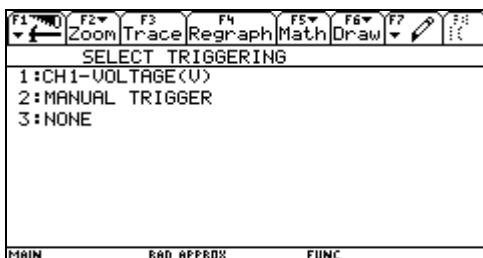 F1 F2 Zoom F3 Trace F4 Regraph F5 Math F6 Draw F7
SELECT TRIGGERING
1:CH1-VOLTAGE(V)
2:MANUAL TRIGGER
3:NONE
MAIN RAD APPROX FUNC